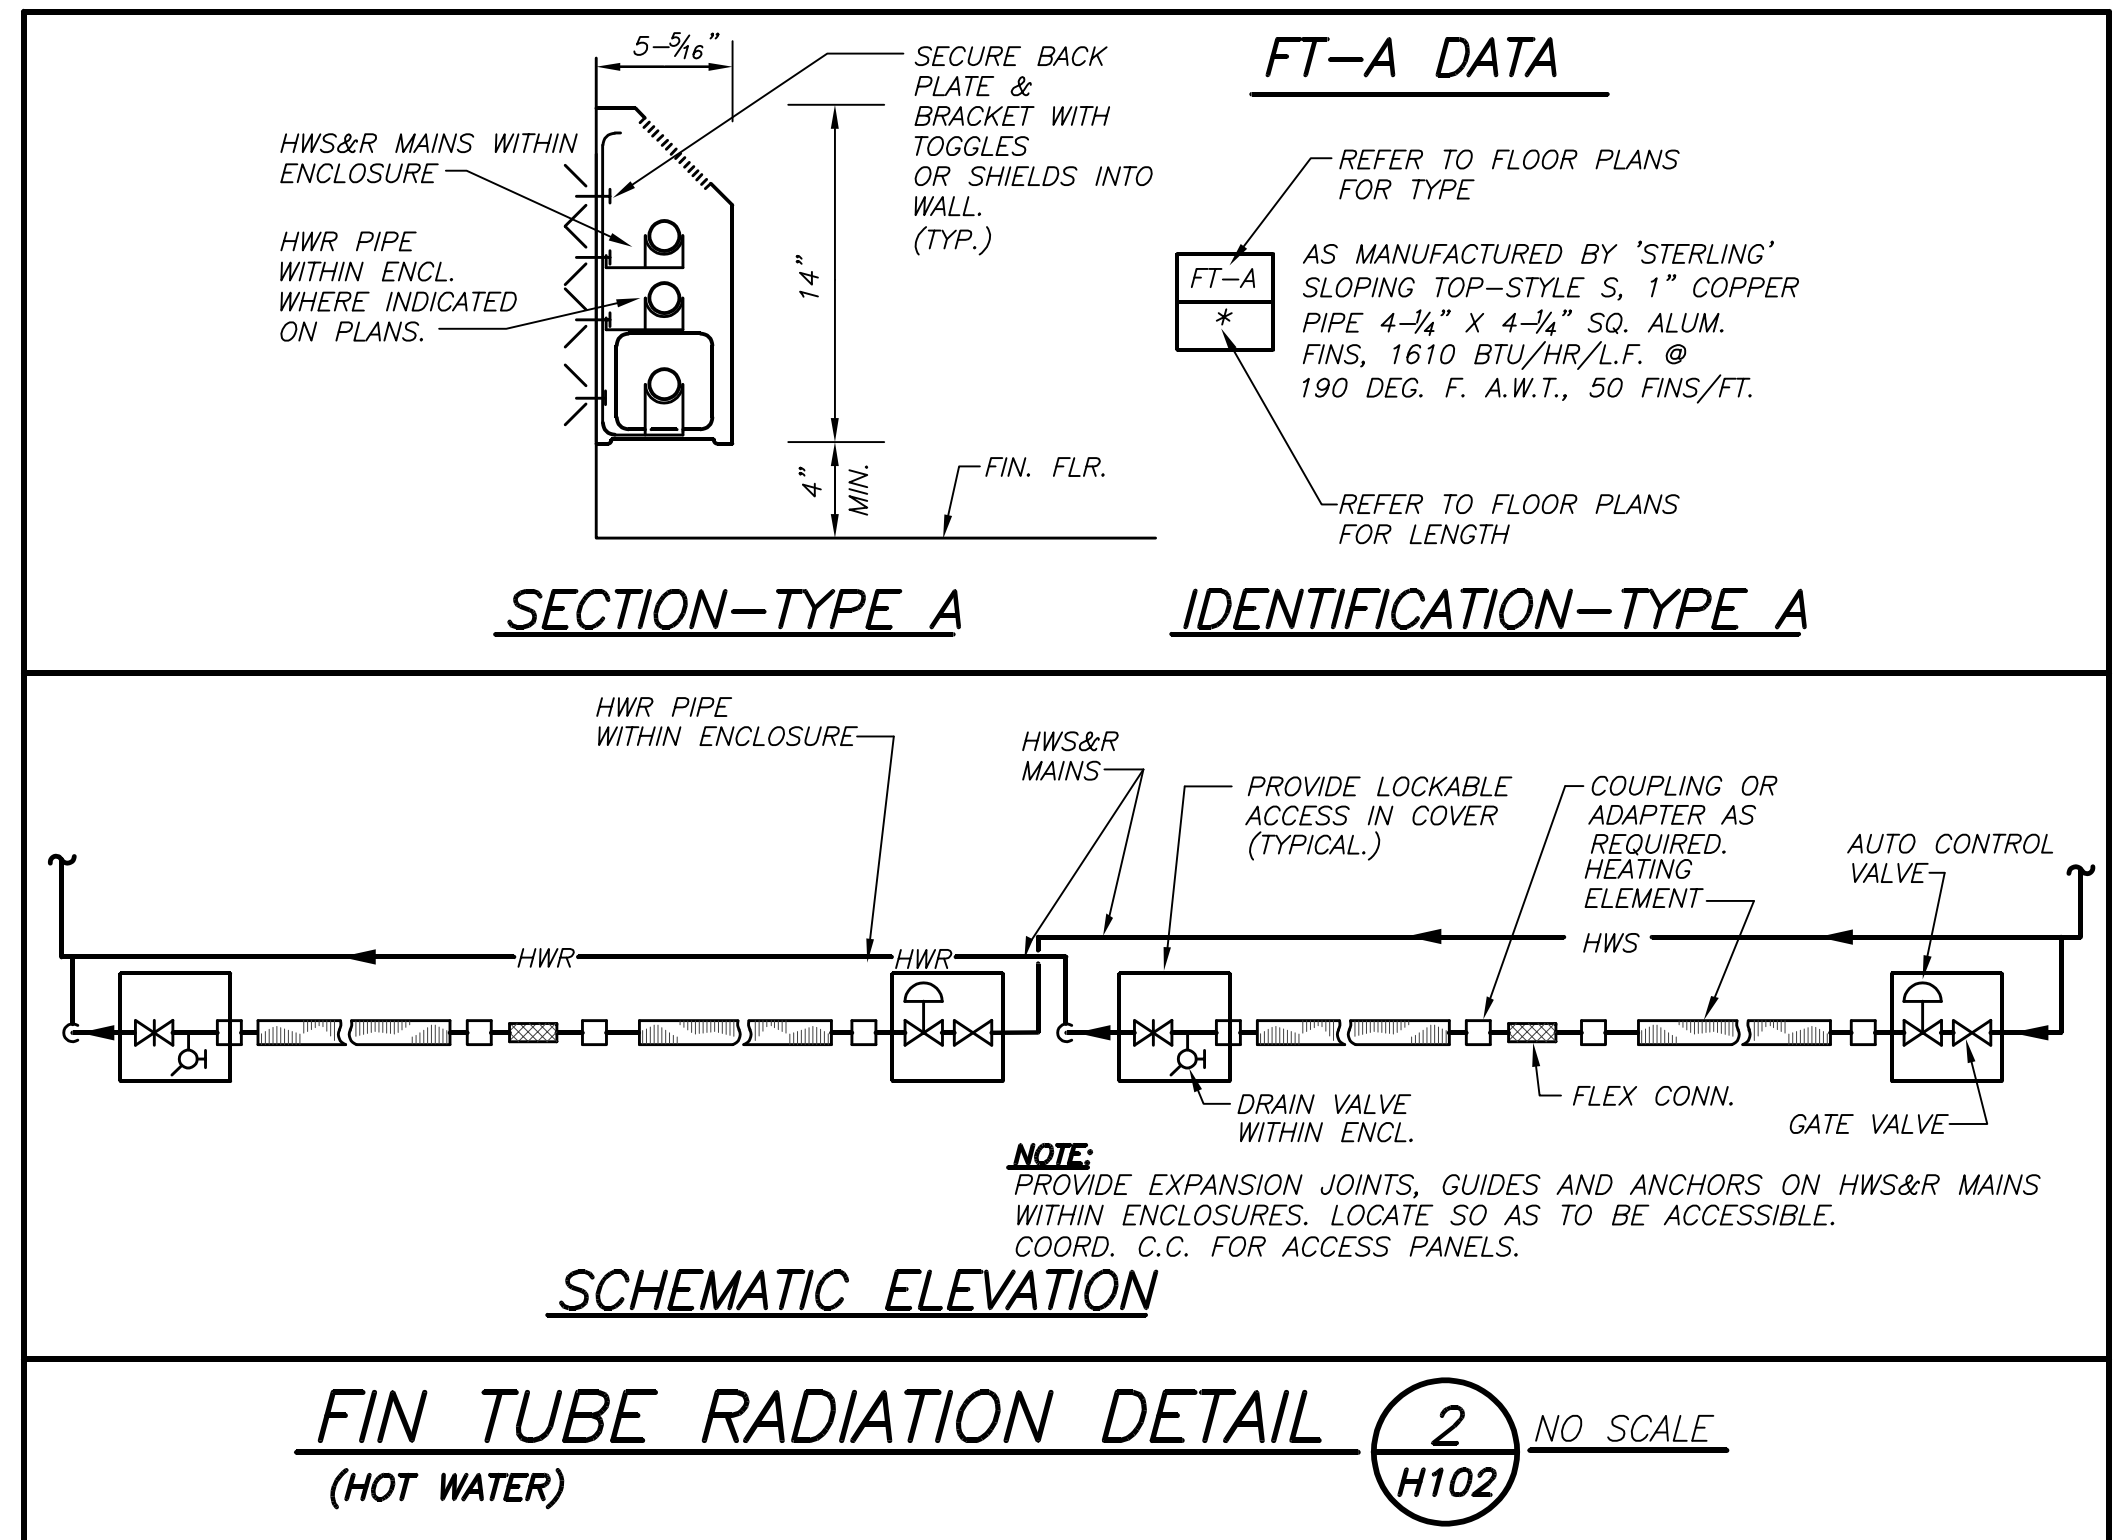 5-5/16"
SECURE BACK
PLATE &
BRACKET WITH
TOGGLES
OR SHIELDS INTO
WALL.
(TYP.)
HWS&R MAINS WITHIN
ENCLOSURE
HWR PIPE
WITHIN ENCL.
WHERE INDICATED
ON PLANS.
14"
4"
MIN.
FIN. FLR.
SECTION-TYPE A
FT-A DATA
REFER TO FLOOR PLANS
FOR TYPE
FT-A
*
AS MANUFACTURED BY 'STERLING'
SLOPING TOP-STYLE S, 1" COPPER
PIPE 4-1/4" X 4-1/4" SQ. ALUM.
FINS, 1610 BTU/HR/L.F. @
190 DEG. F. A.W.T., 50 FINS/FT.
REFER TO FLOOR PLANS
FOR LENGTH
IDENTIFICATION-TYPE A
HWR PIPE
WITHIN ENCLOSURE
HWS&R
MAINS
PROVIDE LOCKABLE
ACCESS IN COVER
(TYPICAL.)
COUPLING OR
ADAPTER AS
REQUIRED.
HEATING
ELEMENT
AUTO CONTROL
VALVE
HWR
HWR
HWS
DRAIN VALVE
WITHIN ENCL.
FLEX CONN.
GATE VALVE
NOTE:
PROVIDE EXPANSION JOINTS, GUIDES AND ANCHORS ON HWS&R MAINS
WITHIN ENCLOSURES. LOCATE SO AS TO BE ACCESSIBLE.
COORD. C.C. FOR ACCESS PANELS.
SCHEMATIC ELEVATION
FIN TUBE RADIATION DETAIL
(HOT WATER)
2
H102
NO SCALE